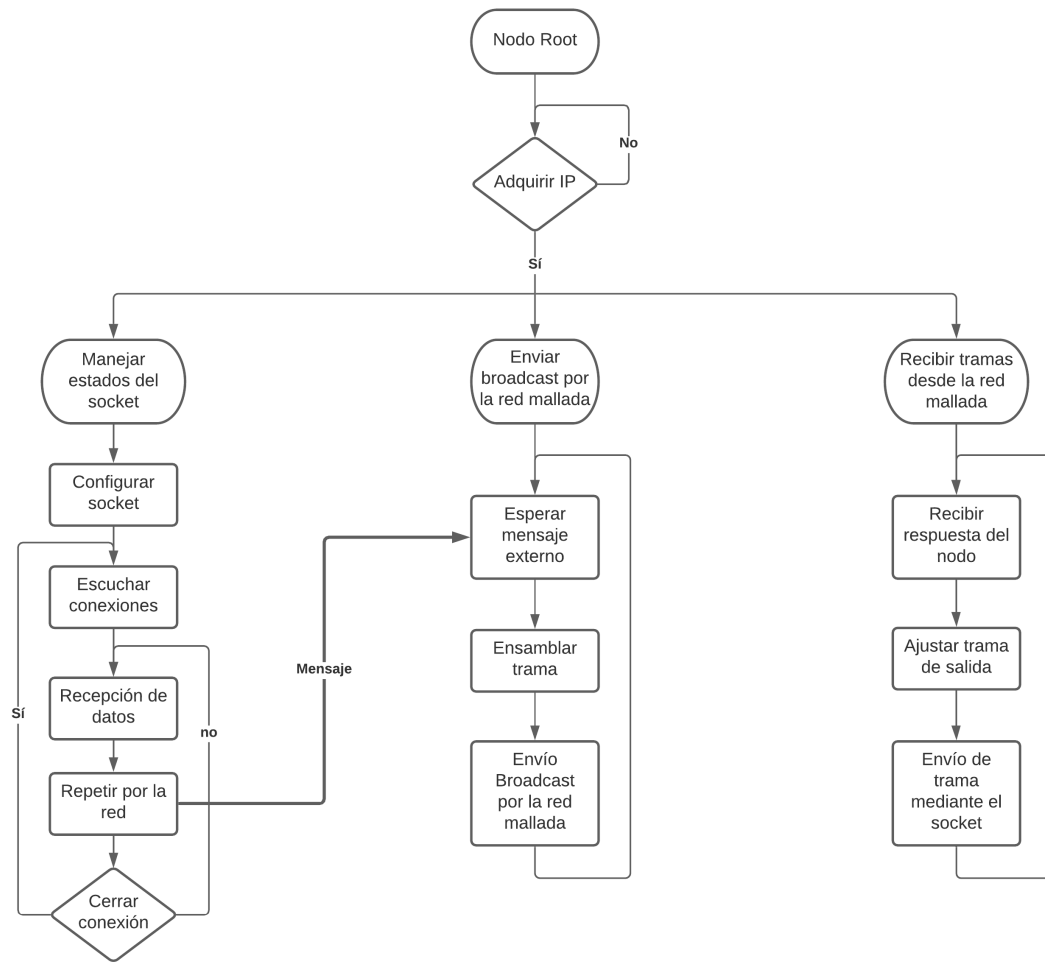 Nodo Root
No
Adquirir IP
Sí
Manejar
estados del
socket
Enviar
broadcast por
la red mallada
Recibir tramas
desde la red
mallada
Configurar
socket
Esperar
mensaje
externo
Recibir
respuesta del
nodo
Escuchar
conexiones
Ensamblar
trama
Ajustar trama
de salida
Mensaje
Recepción de
datos
Sí
no
Envío
Broadcast
por la red
mallada
Envío de
trama
mediante el
socket
Repetir por la
red
Cerrar
conexión